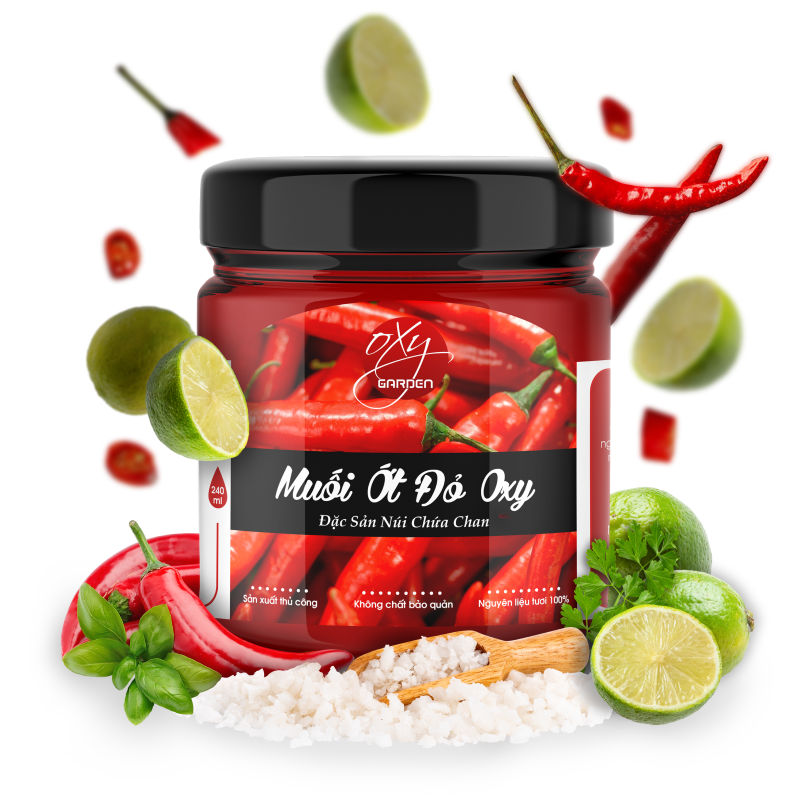 oxy
GARDEN
Muối Ớt Đỏ Oxy
Đặc Sản Núi Chứa Chan
240
ml
Sản xuất thủ công
Không chất bảo quản
Nguyên liệu tươi 100%